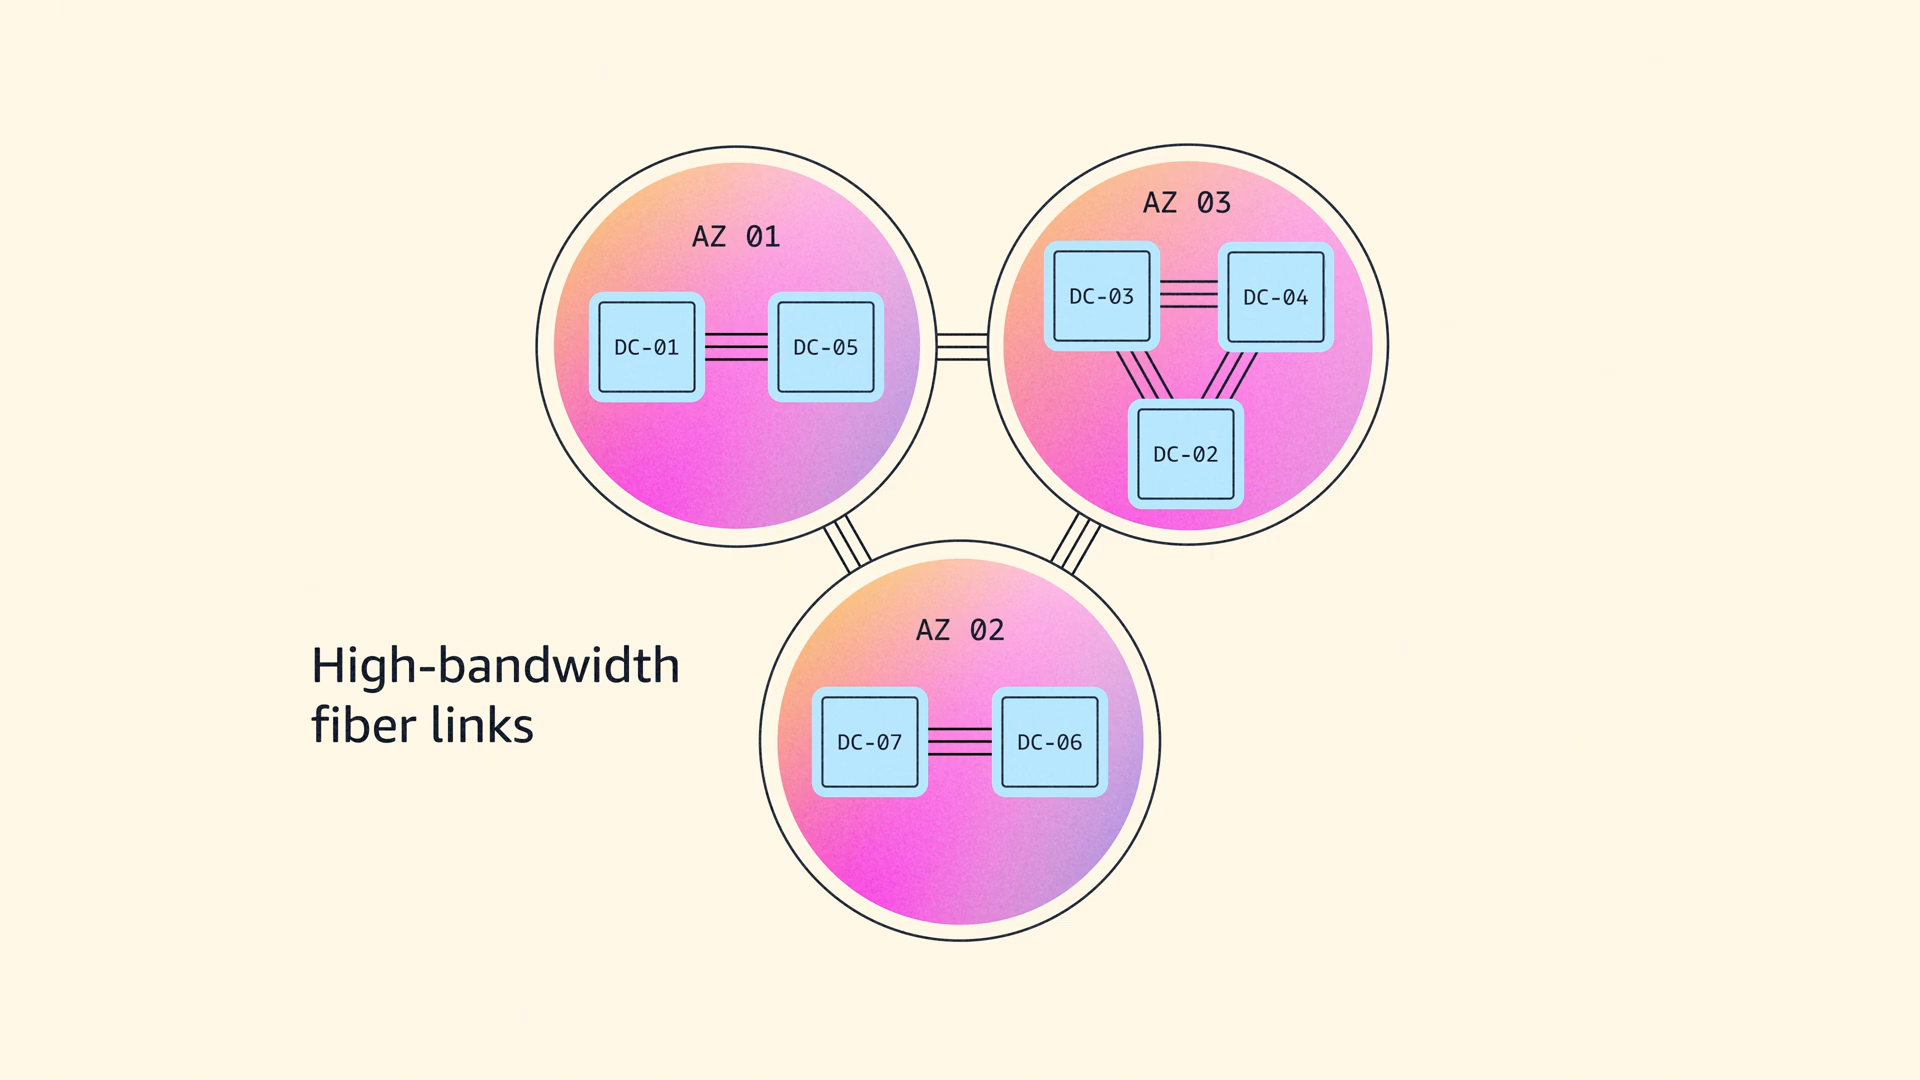 AZ 01
DC-01
DC-05
AZ 03
DC-03
DC-04
DC-02
AZ 02
DC-07
DC-06
High-bandwidth
fiber links